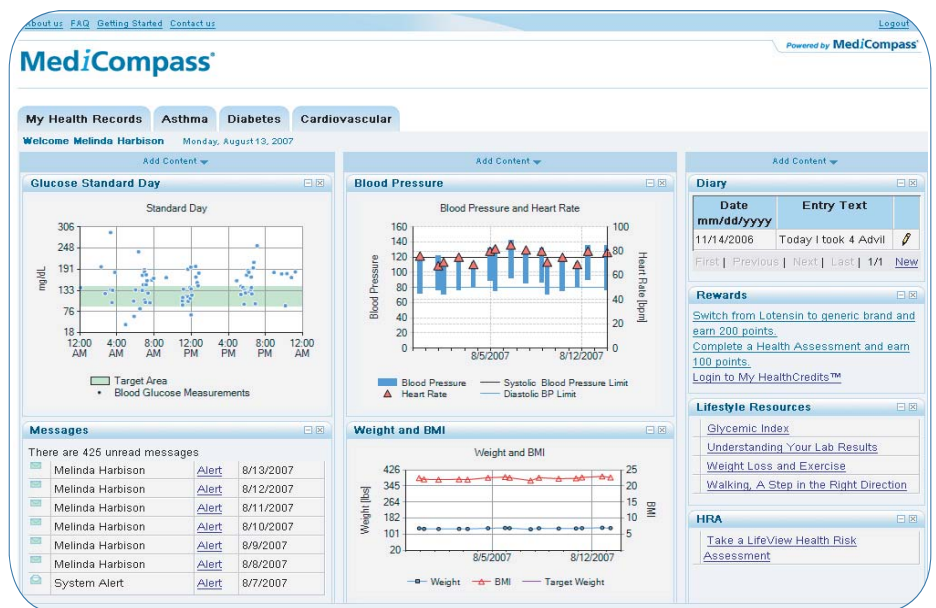 About us FAQ Getting Started Contact us Logout
Powered by MediCompass
MediCompass
My Health Records Asthma Diabetes Cardiovascular
Welcome Melinda Harbison Monday, August 13, 2007
Add Content
Glucose Standard Day
Standard Day
306
248
191
133
76
18
mg/dL
12:00 AM
4:00 AM
8:00 AM
12:00 PM
4:00 PM
8:00 PM
12:00 AM
Target Area
Blood Glucose Measurements
Messages
There are 425 unread messages
Melinda Harbison Alert 8/13/2007
Melinda Harbison Alert 8/12/2007
Melinda Harbison Alert 8/11/2007
Melinda Harbison Alert 8/10/2007
Melinda Harbison Alert 8/9/2007
Melinda Harbison Alert 8/8/2007
System Alert Alert 8/7/2007
Add Content
Blood Pressure
Blood Pressure and Heart Rate
160 100
140
120 80
100
80 60
60 40
40
20 20
0 0
Blood Pressure
Heart Rate [bpm]
8/5/2007 8/12/2007
Blood Pressure Systolic Blood Pressure Limit
Heart Rate Diastolic BP Limit
Weight and BMI
Weight and BMI
426 25
345 20
264 15
182 10
101 5
20
Weight [lbs]
BMI
8/5/2007 8/12/2007
Weight BMI Target Weight
Add Content
Diary
Date Entry Text
mm/dd/yyyy
11/14/2006 Today I took 4 Advil
First | Previous | Next | Last | 1/1 New
Rewards
Switch from Lotensin to generic brand and
earn 200 points.
Complete a Health Assessment and earn
100 points.
Login to My HealthCredits™
Lifestyle Resources
Glycemic Index
Understanding Your Lab Results
Weight Loss and Exercise
Walking, A Step in the Right Direction
HRA
Take a LifeView Health Risk
Assessment